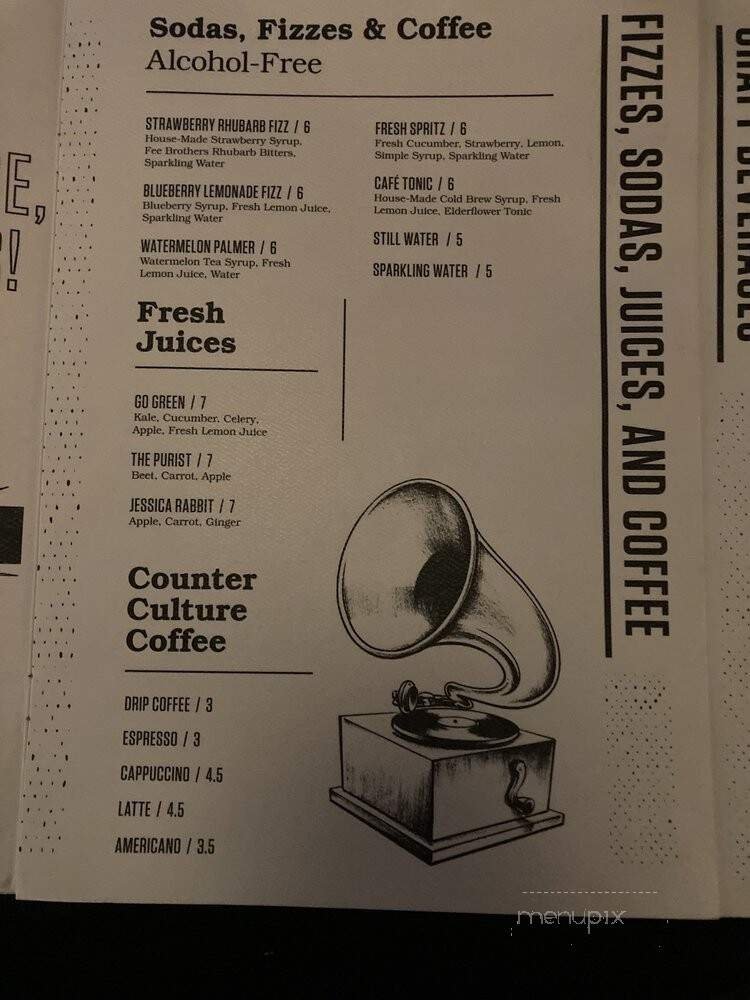 Sodas, Fizzes & Coffee
Alcohol-Free
STRAWBERRY RHUBARB FIZZ / 6
House-Made Strawberry Syrup,
Fee Brothers Rhubarb Bitters,
Sparkling Water
BLUEBERRY LEMONADE FIZZ / 6
Blueberry Syrup, Fresh Lemon Juice,
Sparkling Water
WATERMELON PALMER / 6
Watermelon Tea Syrup, Fresh
Lemon Juice, Water
FRESH SPRITZ / 6
Fresh Cucumber, Strawberry, Lemon,
Simple Syrup, Sparkling Water
CAFÉ TONIC / 6
House-Made Cold Brew Syrup, Fresh
Lemon Juice, Elderflower Tonic
STILL WATER / 5
SPARKLING WATER / 5
Fresh
Juices
GO GREEN / 7
Kale, Cucumber, Celery,
Apple, Fresh Lemon Juice
THE PURIST / 7
Beet, Carrot, Apple
JESSICA RABBIT / 7
Apple, Carrot, Ginger
Counter
Culture
Coffee
DRIP COFFEE / 3
ESPRESSO / 3
CAPPUCCINO / 4.5
LATTE / 4.5
AMERICANO / 3.5
FIZZES, SODAS, JUICES, AND COFFEE
menupix